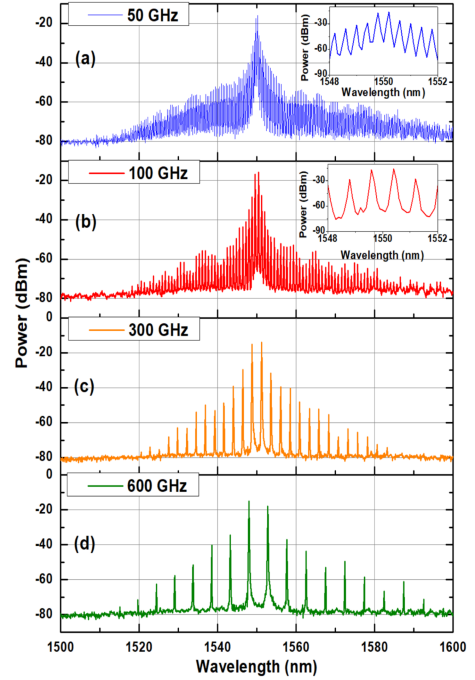 50 GHz
(a)
-20
-40
-60
-80
Power (dBm)
-30
-60
-90
1548
1550
1552
Wavelength (nm)
100 GHz
(b)
-20
-40
-60
-80
Power (dBm)
-30
-60
-90
1548
1550
1552
Wavelength (nm)
Power (dBm)
300 GHz
(c)
0
-20
-40
-60
-80
600 GHz
(d)
0
-20
-40
-60
-80
1500
1520
1540
1560
1580
1600
Wavelength (nm)